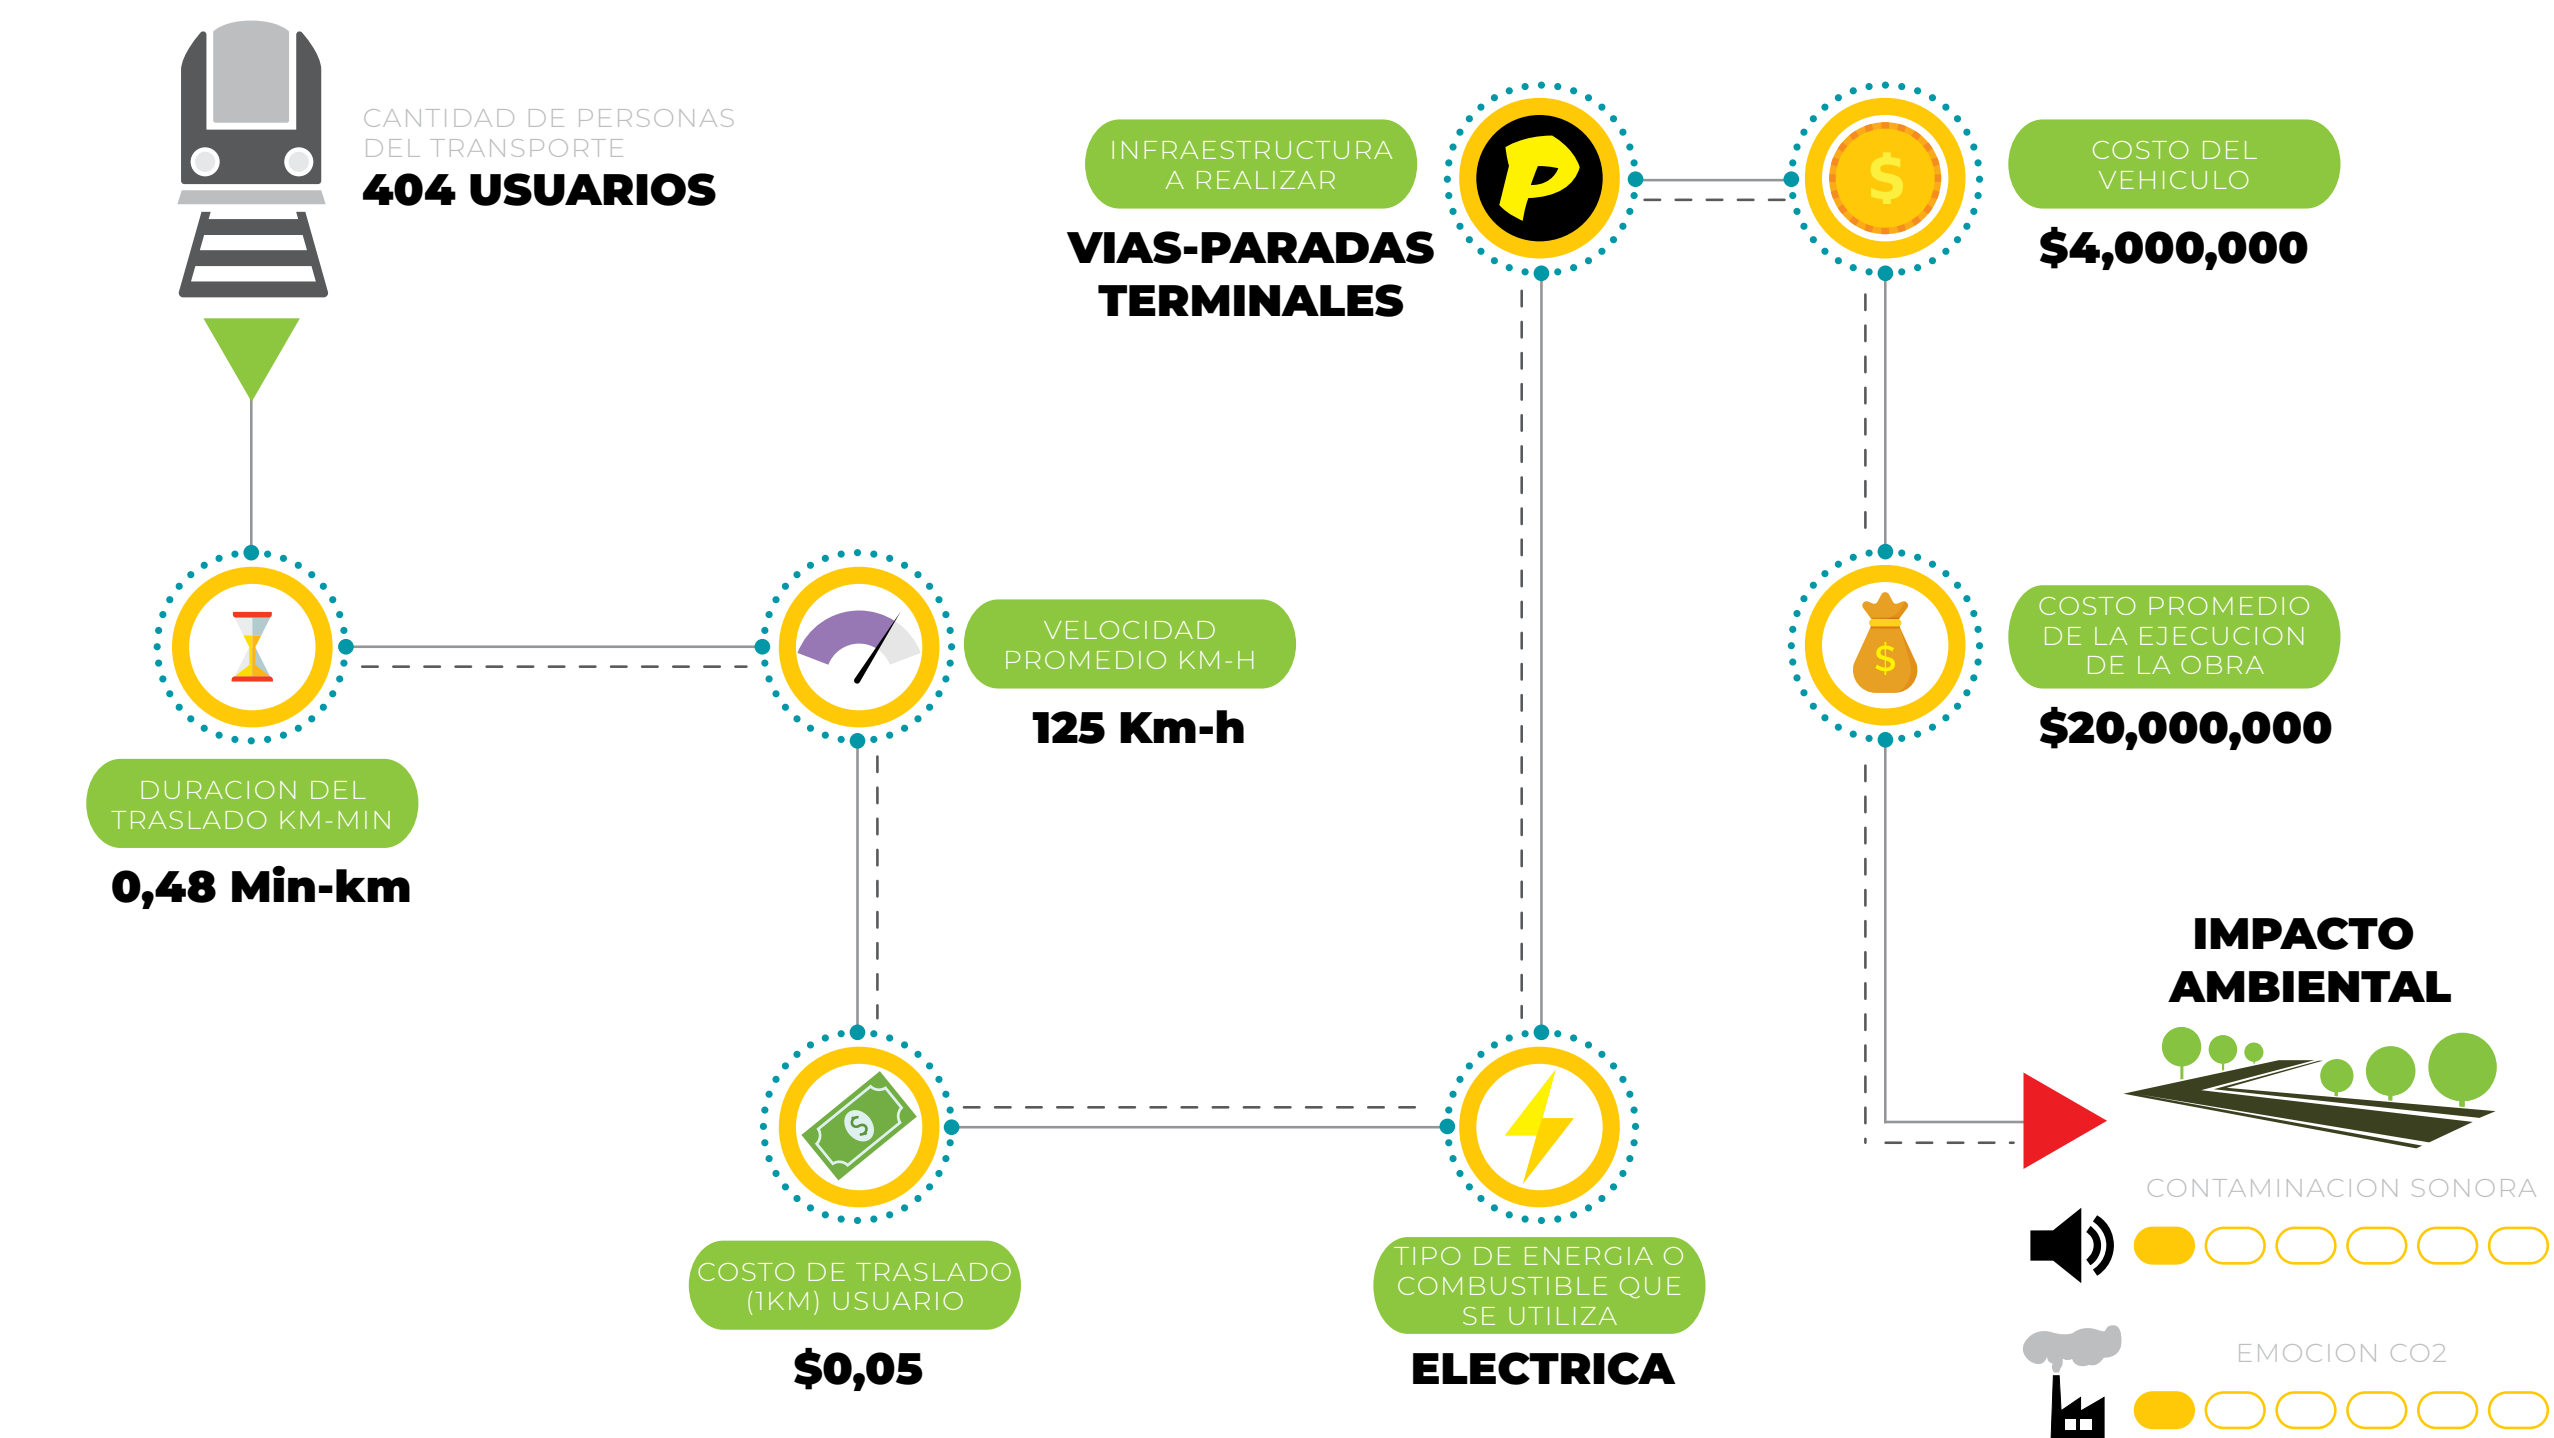 CANTIDAD DE PERSONAS
DEL TRANSPORTE
404 USUARIOS
DURACION DEL
TRASLADO KM-MIN
0,48 Min-km
VELOCIDAD
PROMEDIO KM-H
125 Km-h
COSTO DE TRASLADO
(1KM) USUARIO
$0,05
$
TIPO DE ENERGIA O
COMBUSTIBLE QUE
SE UTILIZA
ELECTRICA
INFRAESTRUCTURA
A REALIZAR
VIAS-PARADAS
TERMINALES
P
$
COSTO DEL
VEHICULO
$4,000,000
$
COSTO PROMEDIO
DE LA EJECUCION
DE LA OBRA
$20,000,000
IMPACTO
AMBIENTAL
CONTAMINACION SONORA
EMOCION CO2